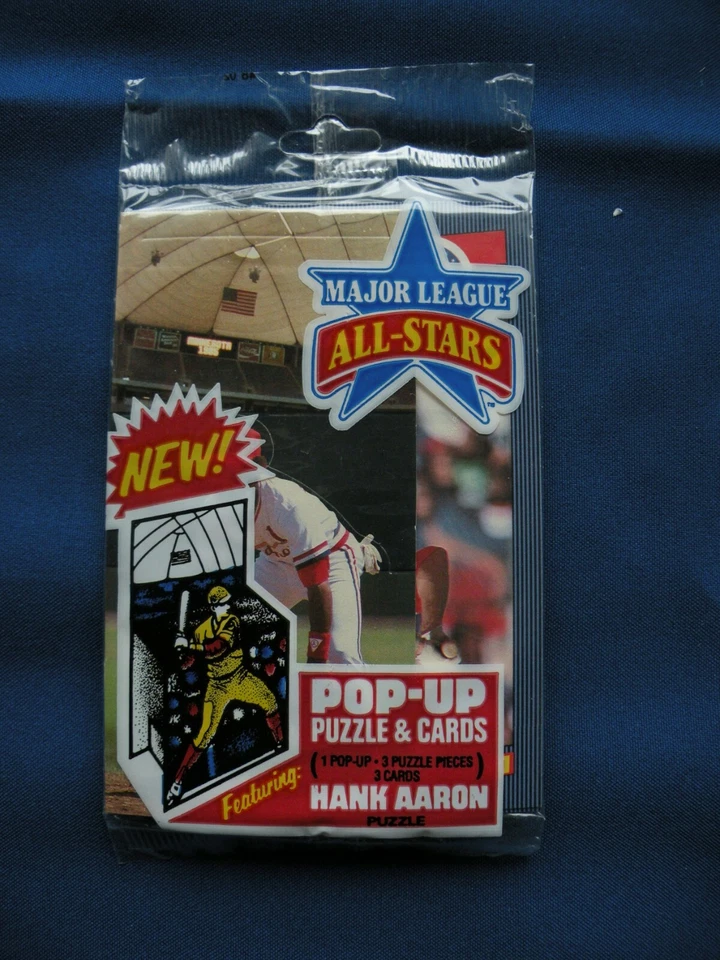 MAJOR LEAGUE
ALL-STARS
TM
NEW!
POP-UP
PUZZLE & CARDS
(1 POP-UP • 3 PUZZLE PIECES
3 CARDS)
Featuring:
HANK AARON
PUZZLE